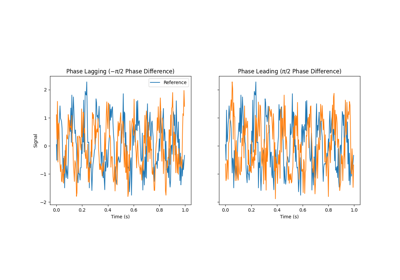 Phase Lagging (−π/2 Phase Difference)
Phase Leading (π/2 Phase Difference)
Reference
Signal
2
1
0
−1
−2
0.0 0.2 0.4 0.6 0.8 1.0
0.0 0.2 0.4 0.6 0.8 1.0
Time (s)
Time (s)